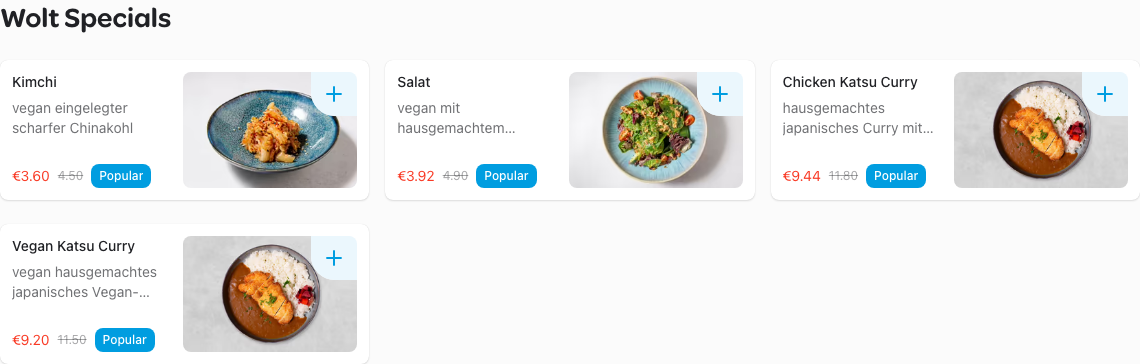 Wolt Specials
Kimchi
vegan eingelegter
scharfer Chinakohl
€3.60 4.50 Popular
Salat
vegan mit
hausgemachtem...
€3.92 4.90 Popular
Chicken Katsu Curry
hausgemachtes
japanisches Curry mit...
€9.44 11.80 Popular
Vegan Katsu Curry
vegan hausgemachtes
japanisches Vegan-...
€9.20 11.50 Popular